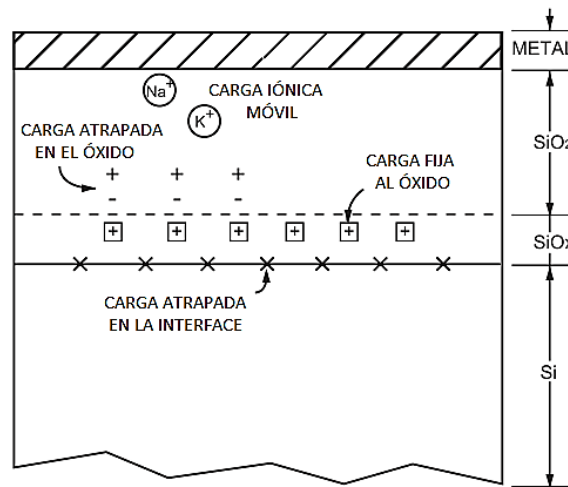 METAL
Na+
CARGA IÓNICA
MÓVIL
K+
CARGA ATRAPADA
EN EL ÓXIDO
SiO2
CARGA FIJA
AL ÓXIDO
+ + +
- - -
+ + + + + +
SiOx
CARGA ATRAPADA
EN LA INTERFACE
Si